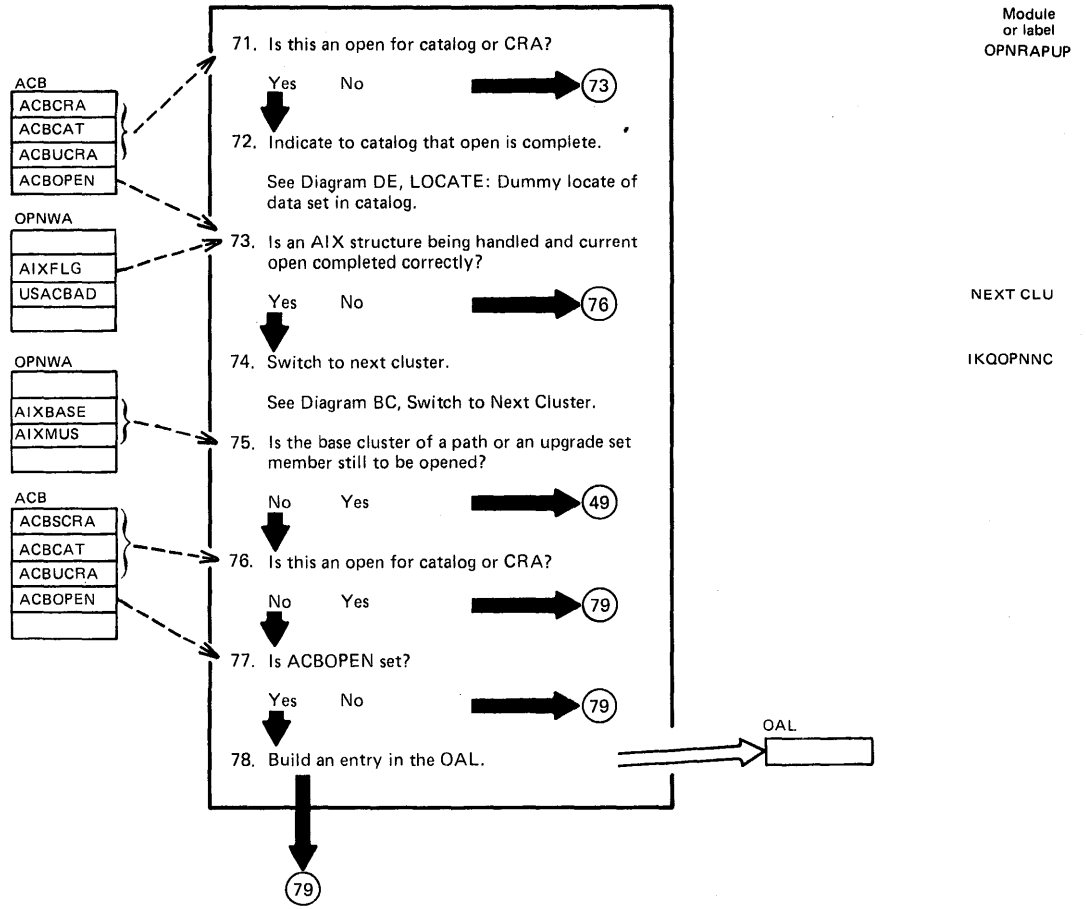 Module
or label
OPNRAPUP
71. Is this an open for catalog or CRA?
Yes No 73
ACB
ACBCRA
ACBCAT
ACBUCRA
ACBOPEN
72. Indicate to catalog that open is complete.
See Diagram DE, LOCATE: Dummy locate of
data set in catalog.
OPNWA
AIXFLG
USACBAD
73. Is an AIX structure being handled and current
open completed correctly?
Yes No 76
NEXT CLU
OPNWA
AIXBASE
AIXMUS
74. Switch to next cluster.
IKQOPNNC
See Diagram BC, Switch to Next Cluster.
75. Is the base cluster of a path or an upgrade set
member still to be opened?
No Yes 49
ACB
ACBSCRA
ACBCAT
ACBUCRA
ACBOPEN
76. Is this an open for catalog or CRA?
No Yes 79
77. Is ACBOPEN set?
Yes No 79
78. Build an entry in the OAL.
OAL
79